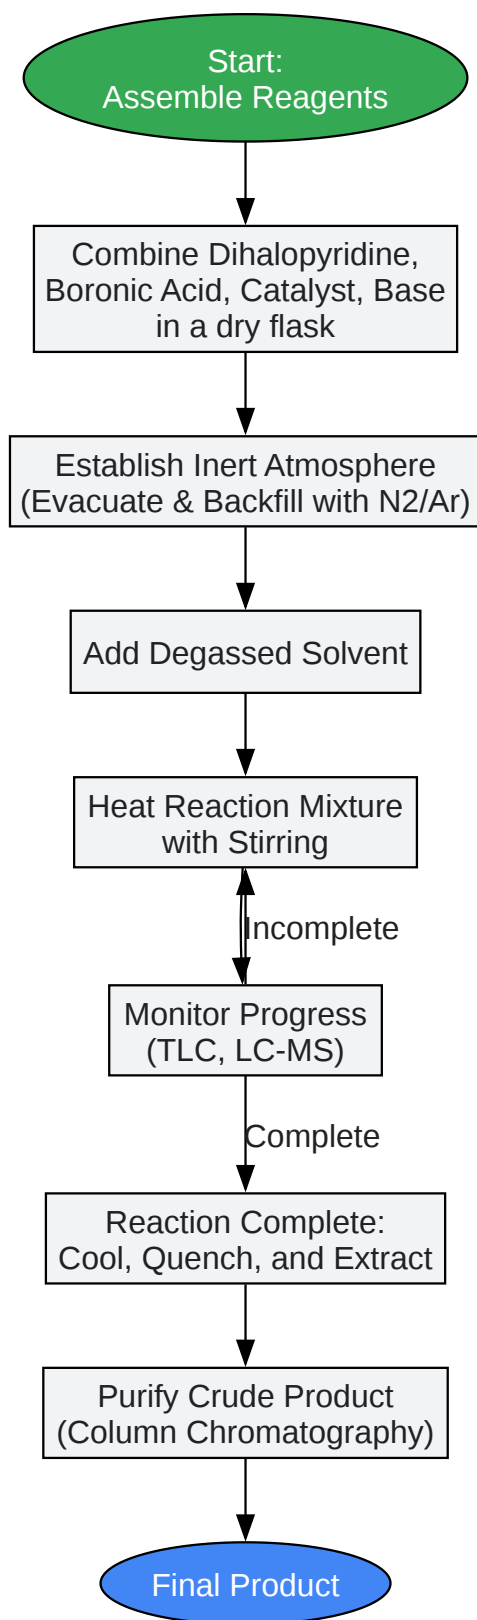 Start:
Assemble Reagents
Combine Dihalopyridine,
Boronic Acid, Catalyst, Base
in a dry flask
Establish Inert Atmosphere
(Evacuate & Backfill with N2/Ar)
Add Degassed Solvent
Heat Reaction Mixture
with Stirring
Incomplete
Monitor Progress
(TLC, LC-MS)
Complete
Reaction Complete:
Cool, Quench, and Extract
Purify Crude Product
(Column Chromatography)
Final Product